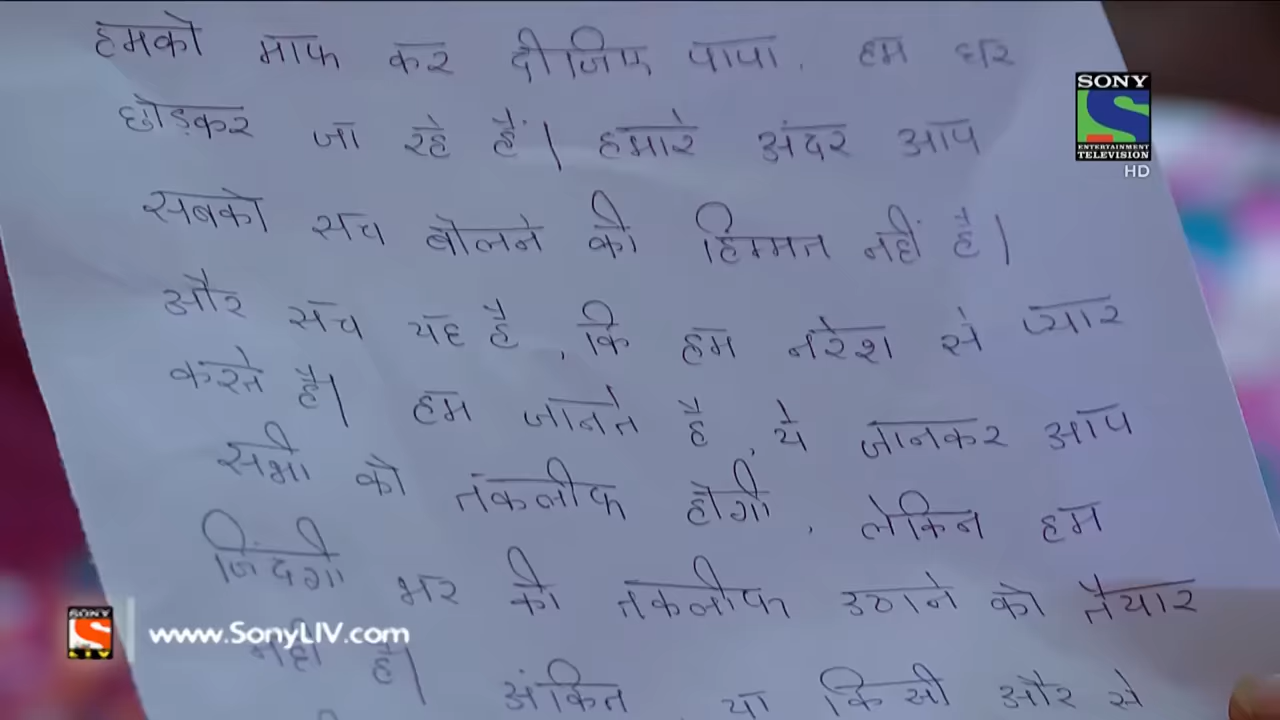 हमको माफ कर दीजिए पापा, हम घर
छोड़कर जा रहे हैं। हमारे अंदर आप
सबको सच बोलने की हिम्मत नहीं है।
और सच यह है, कि हम नरेश से प्यार
करते है। हम जानते है, ये जानकर आप
सभी को तकलीफ होगी, लेकिन हम
जिंदगी भर की तकलीफ उठाने को तैयार
नही है।
अंकित या किसी और से
SONY
ENTERTAINMENT
TELEVISION
HD
SONY
LIV
www.SonyLIV.com